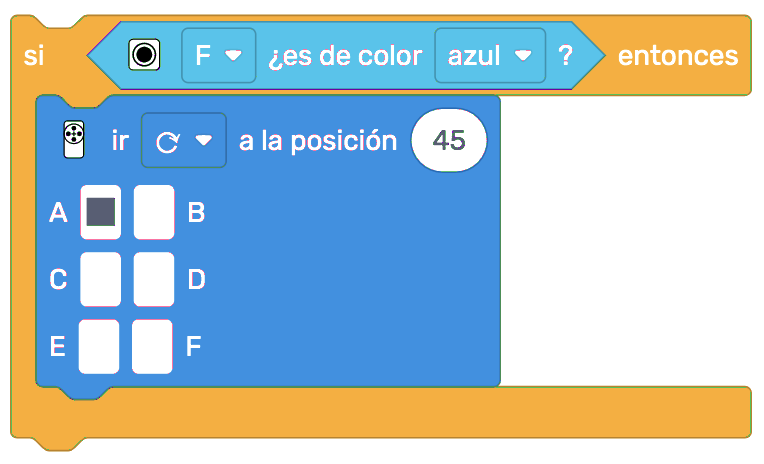 si F ¿es de color azul ? entonces
ir a la posición 45
A B
C D
E F